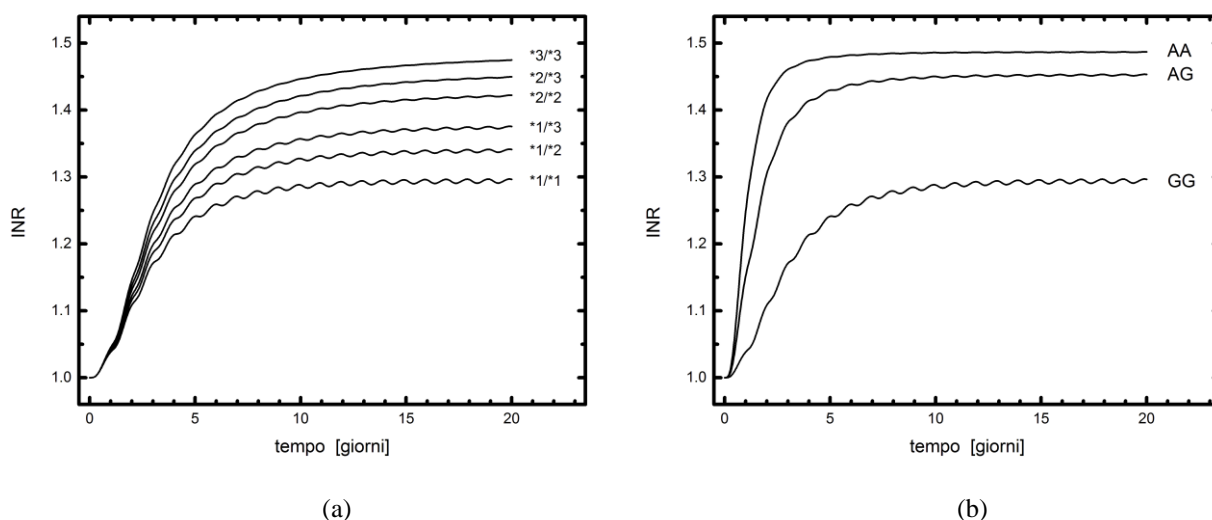 1.5
1.4
1.3
1.2
1.1
1.0
INR
*3/*3
*2/*3
*2/*2
*1/*3
*1/*2
*1/*1
0 5 10 15 20
tempo [giorni]
(a)
1.5
1.4
1.3
1.2
1.1
1.0
INR
AA
AG
GG
0 5 10 15 20
tempo [giorni]
(b)